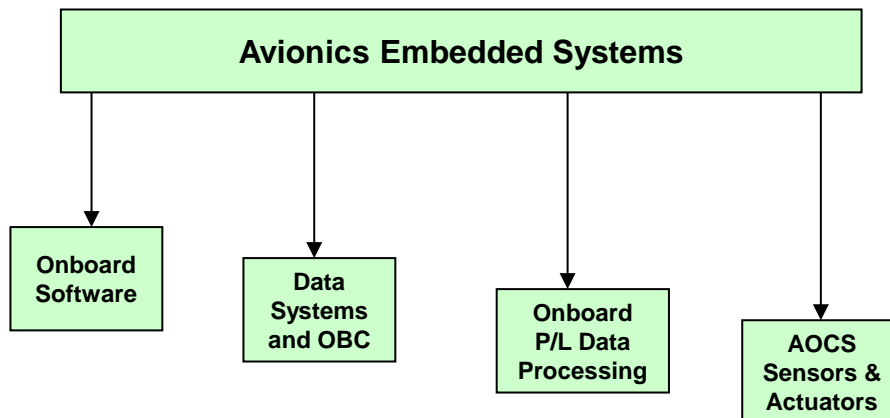 Avionics Embedded Systems
Onboard
Software
Data
Systems
and OBC
Onboard
P/L Data
Processing
AOCS
Sensors &
Actuators